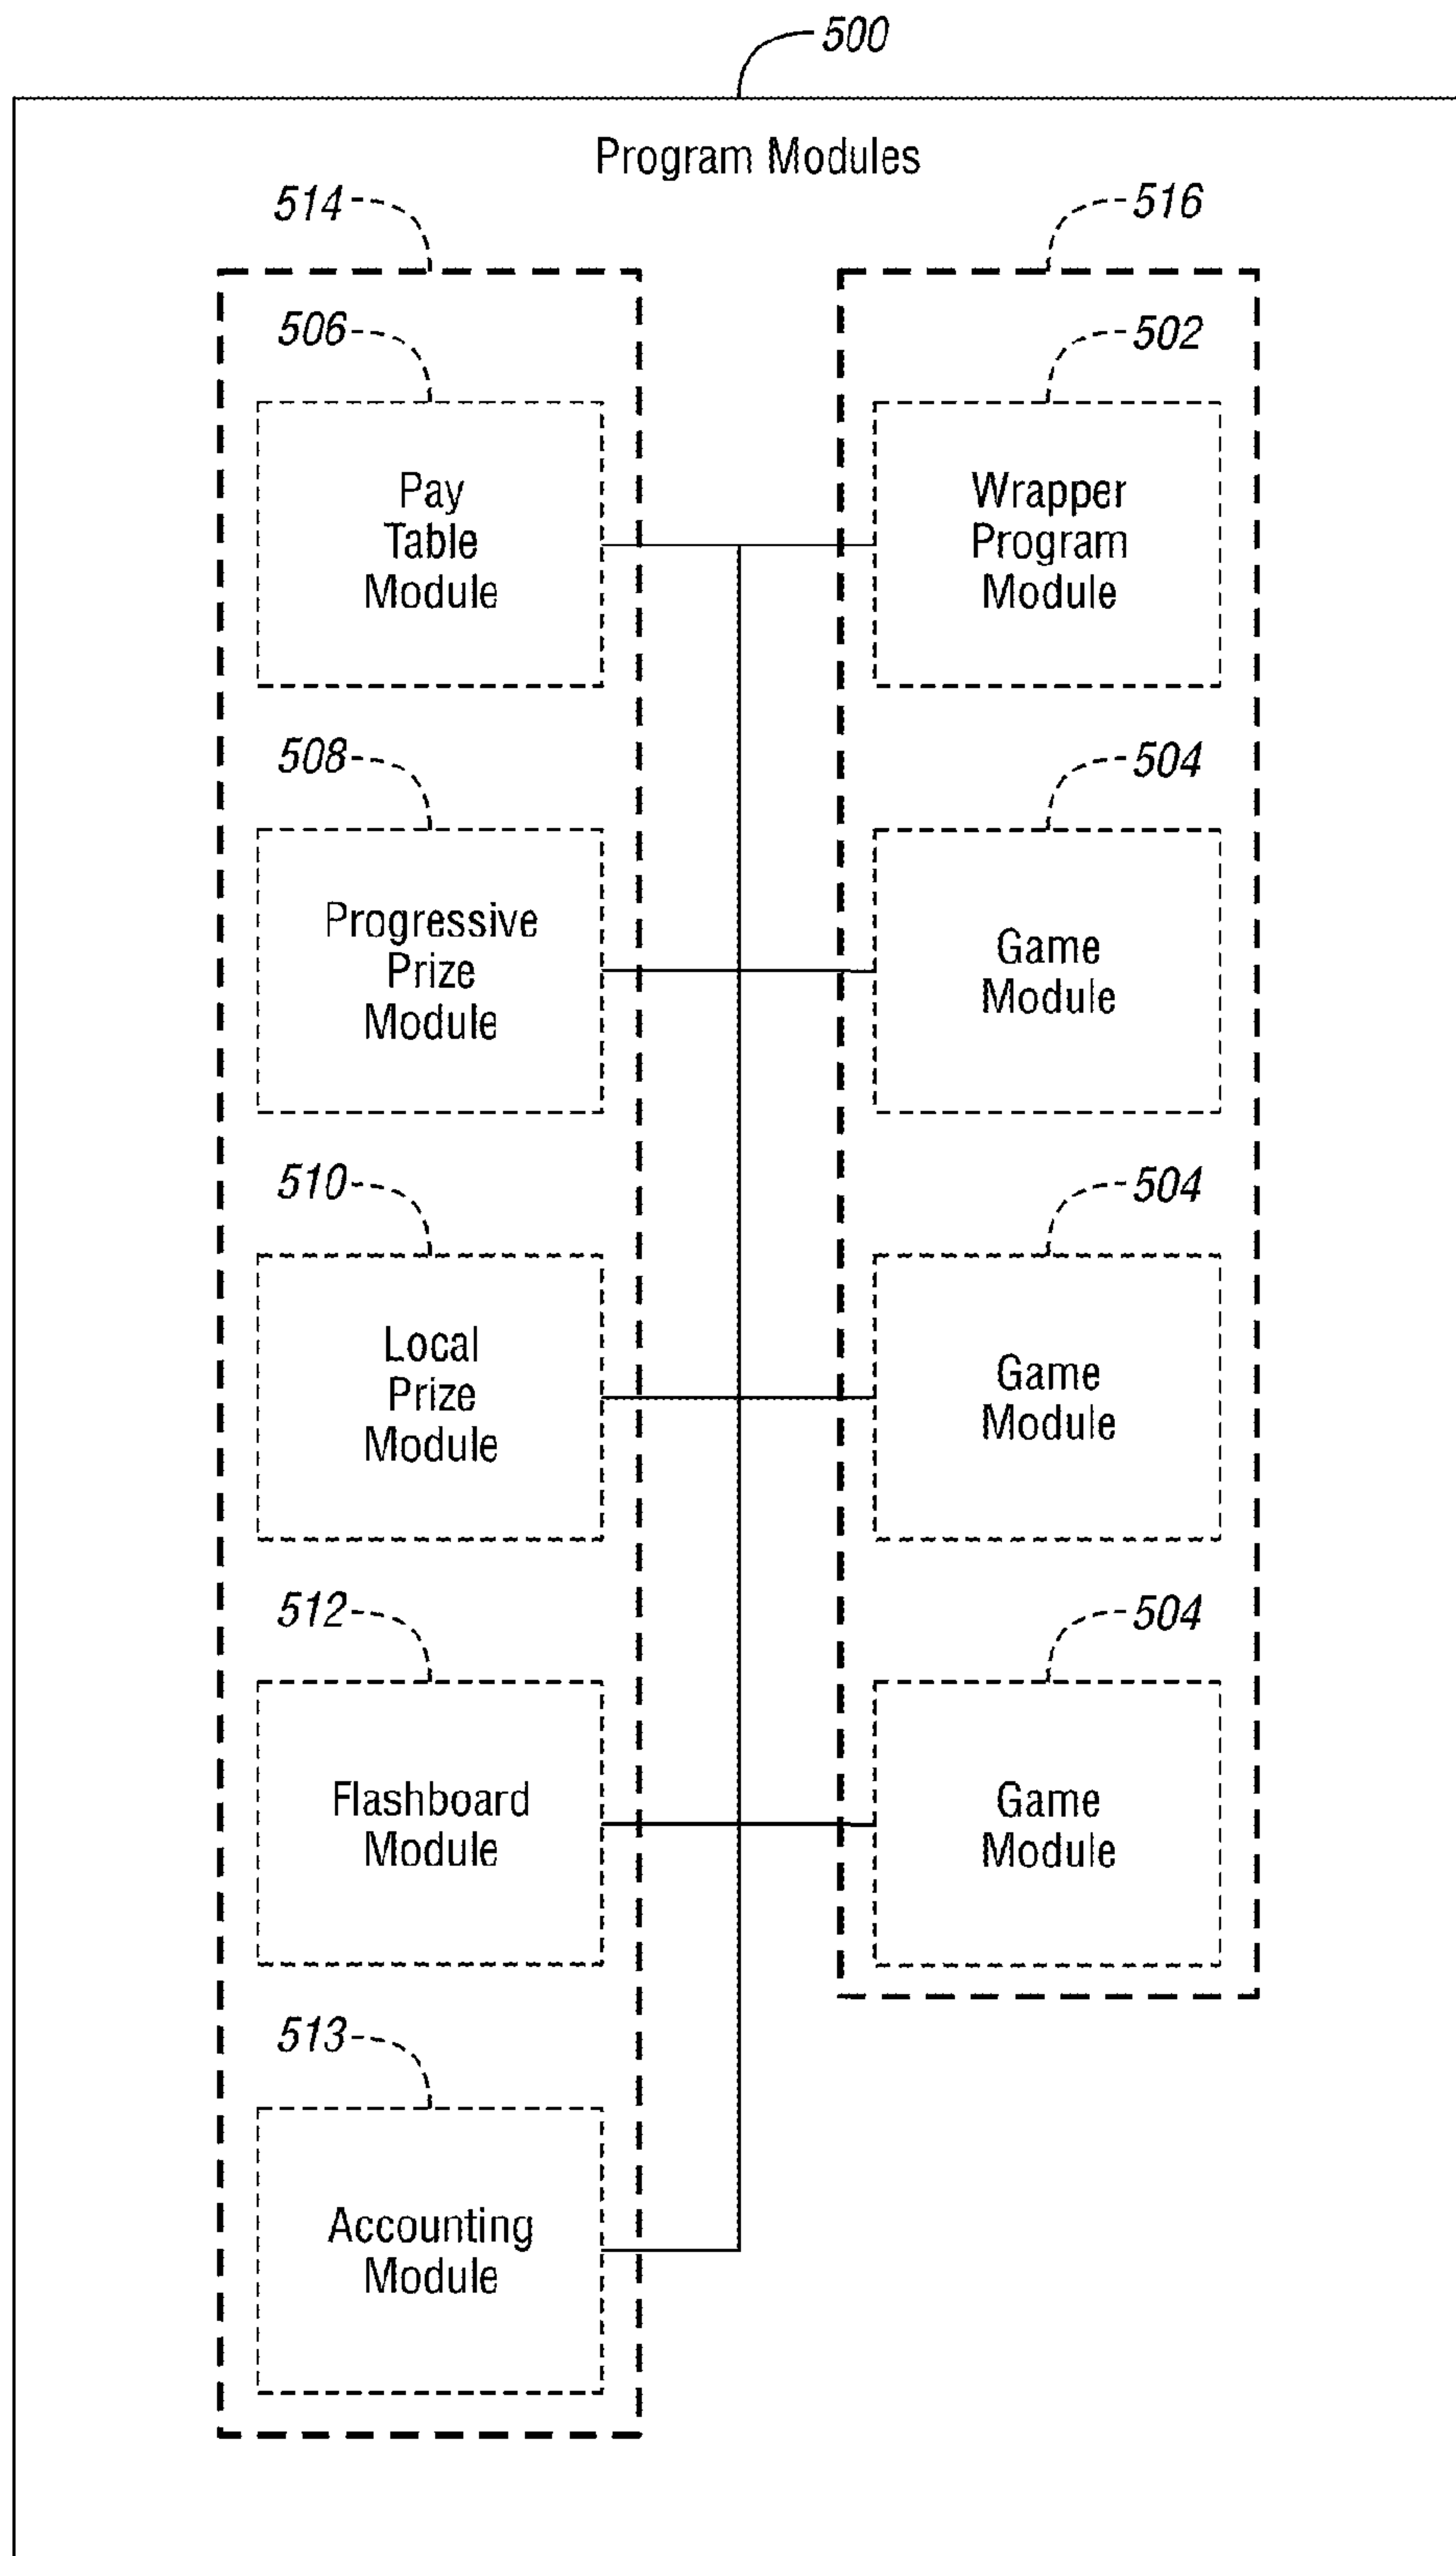 500
Program Modules
514
516
506
502
Pay
Table
Module
Wrapper
Program
Module
508
504
Progressive
Prize
Module
Game
Module
510
504
Local
Prize
Module
Game
Module
512
504
Flashboard
Module
Game
Module
513
Accounting
Module